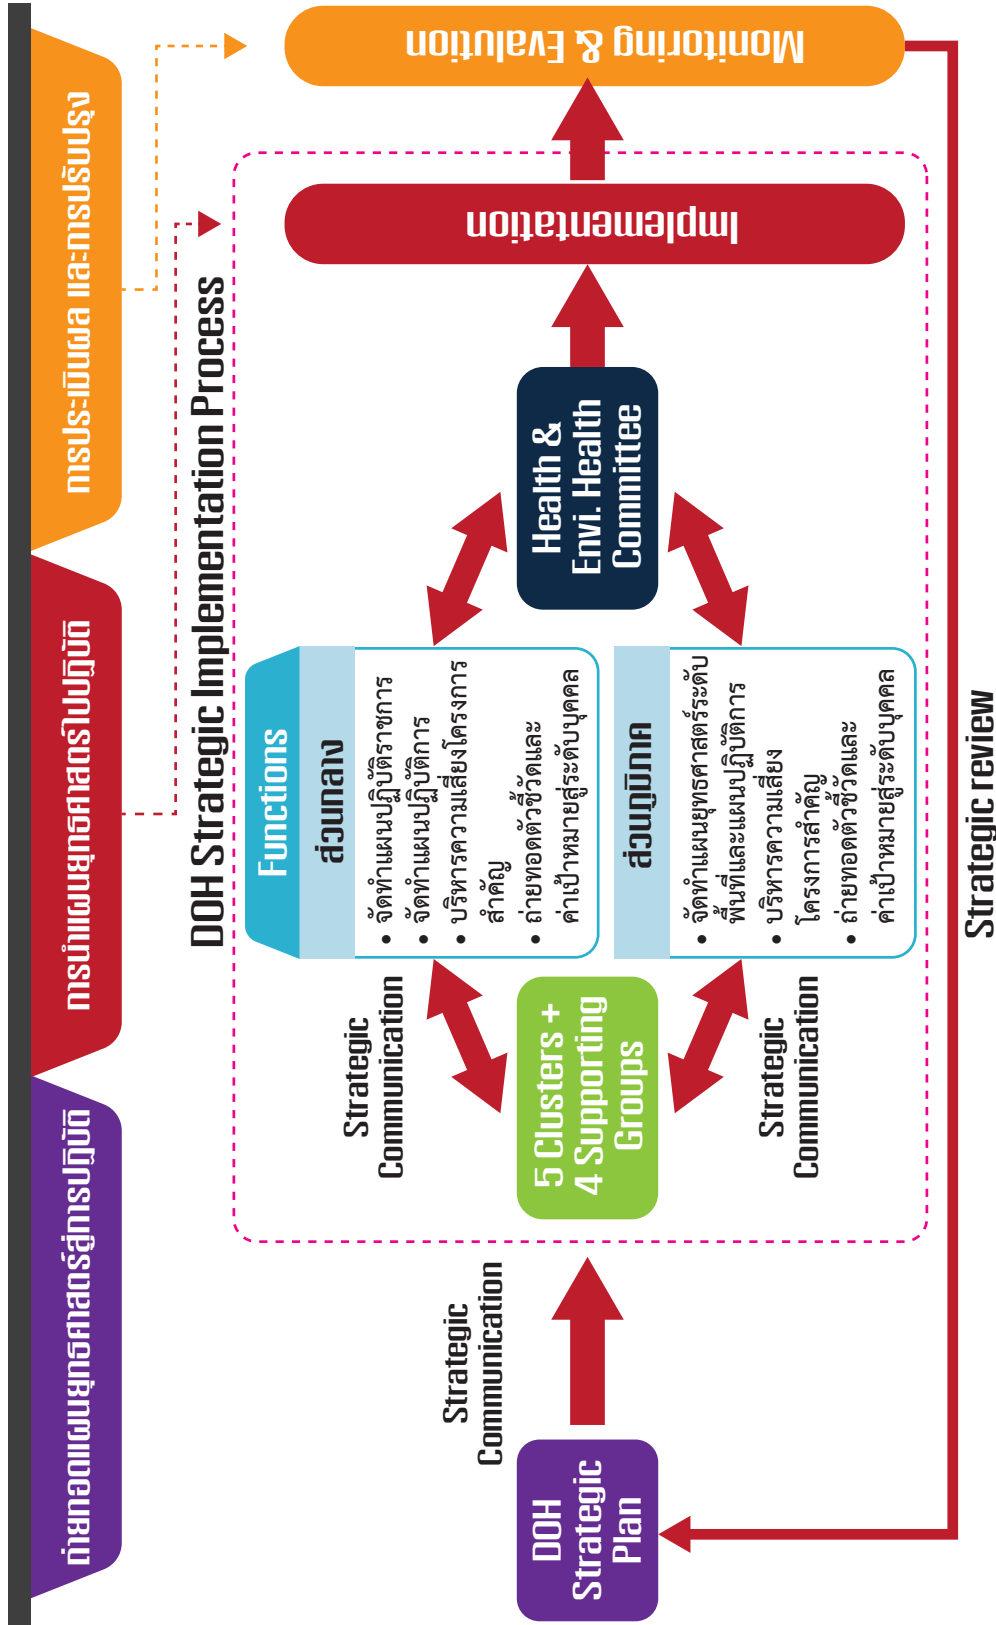 ถ่ายทอดแผนยุทธศาสตร์สู่การปฏิบัติ
การนำแผนยุทธศาสตร์ไปปฏิบัติ
การประเมินผล และการปรับปรุง
DOH Strategic Implementation Process
DOH
Strategic
Plan
Strategic
Communication
5 Clusters +
4 Supporting
Groups
Strategic
Communication
Strategic
Communication
Functions
ส่วนกลาง
• จัดทำแผนปฏิบัติราชการ
• จัดทำแผนปฏิบัติการ
• บริหารความเสี่ยงโครงการ
สำคัญ
• ถ่ายทอดตัวชี้วัดและ
ค่าเป้าหมายสู่ระดับบุคคล
ส่วนภูมิภาค
• จัดทำแผนยุทธศาสตร์ระดับ
พื้นที่และแผนปฏิบัติการ
• บริหารความเสี่ยง
โครงการสำคัญ
• ถ่ายทอดตัวชี้วัดและ
ค่าเป้าหมายสู่ระดับบุคคล
Health &
Envi. Health
Committee
Implementation
Monitoring & Evalution
Strategic review